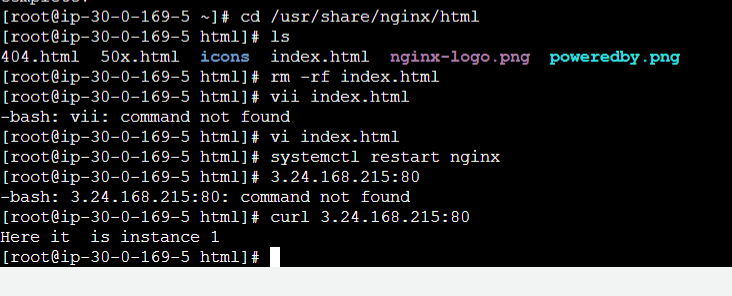 [root@ip-30-0-169-5 ~]# cd /usr/share/nginx/html
[root@ip-30-0-169-5 html]# ls
404.html  50x.html  icons  index.html  nginx-logo.png  poweredby.png
[root@ip-30-0-169-5 html]# rm -rf index.html
[root@ip-30-0-169-5 html]# vii index.html
-bash: vii: command not found
[root@ip-30-0-169-5 html]# vi index.html
[root@ip-30-0-169-5 html]# systemctl restart nginx
[root@ip-30-0-169-5 html]# 3.24.168.215:80
-bash: 3.24.168.215:80: command not found
[root@ip-30-0-169-5 html]# curl 3.24.168.215:80
Here it  is instance 1
[root@ip-30-0-169-5 html]#